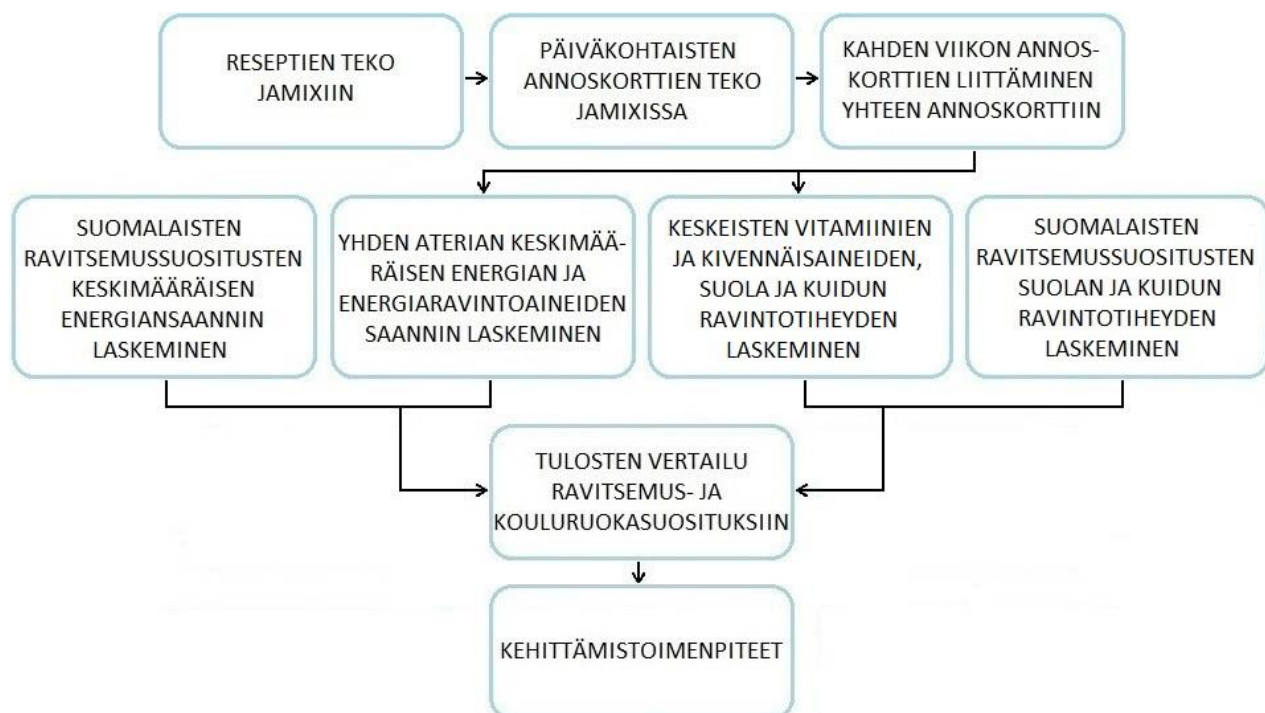 RESEPTIEN TEKO
JAMIXIIN
PÄIVÄKOHTAISTEN
ANNOSKORTTIEN TEKO
JAMIXISSA
KAHDEN VIIKON ANNOS-
KORTTIEN LIITTÄMINEN
YHTEEN ANNOSKORTTIIN
SUOMALAISTEN
RAVITSEMUSSUOSITUSTEN
KESKIMÄÄRÄISEN
ENERGIANSAANNIN
LASKEMINEN
YHDEN ATERIAN KESKIMÄÄ-
RÄISEN ENERGIAN JA
ENERGIARAVINTOAINEIDEN
SAANNIN LASKEMINEN
KESKEISTEN VITAMIINIEN
JA KIVENNÄISAINEIDEN,
SUOLA JA KUIDUN
RAVINTOTIHEYDEN
LASKEMINEN
SUOMALAISTEN
RAVITSEMUSSUOSITUSTEN
SUOLAN JA KUIDUN
RAVINTOTIHEYDEN
LASKEMINEN
TULOSTEN VERTAILU
RAVITSEMUS- JA
KOULURUOKASUOSITUKSIIN
KEHITTÄMISTOIMENPITEET